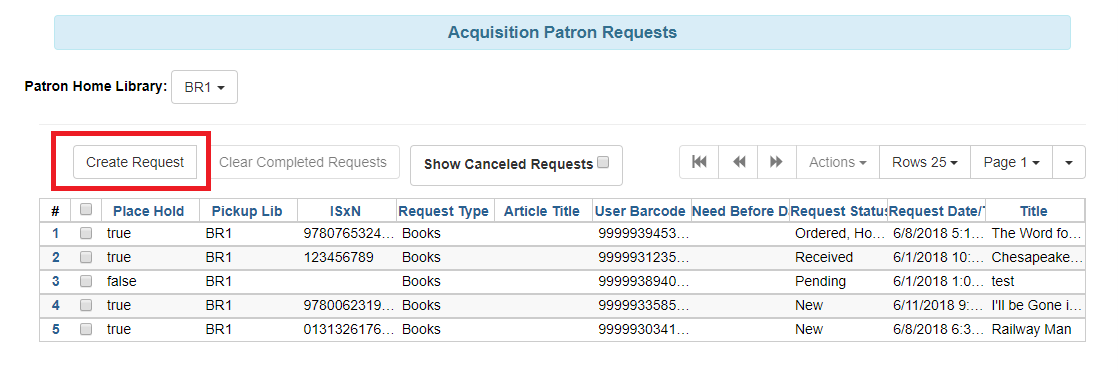 Acquisition Patron Requests
Patron Home Library: BR1
Create Request Clear Completed Requests Show Canceled Requests Actions Rows 25 Page 1
# Place Hold Pickup Lib ISxN Request Type Article Title User Barcode Need Before D Request Status Request Date/T Title
1 true BR1 9780765324... Books 9999939453... Ordered, Ho... 6/8/2018 5:1... The Word fo...
2 true BR1 123456789 Books 9999931235... Received 6/1/2018 10:... Chesapeake...
3 false BR1 Books 9999938940... Pending 6/1/2018 1:0... test
4 true BR1 9780062319... Books 9999933585... New 6/11/2018 9:... I'll be Gone i...
5 true BR1 0131326176... Books 9999930341... New 6/8/2018 6:3... Railway Man